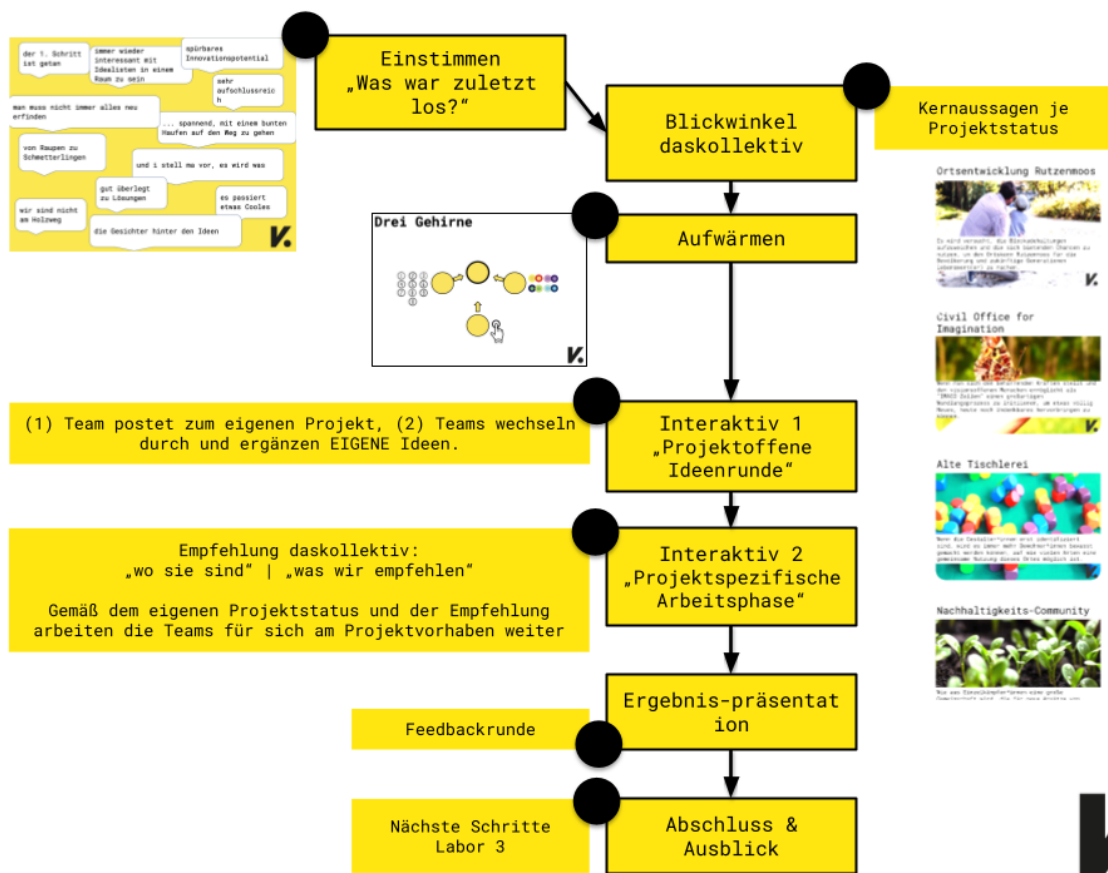 der 1. Schritt
ist getan
immer wieder
interessant mit
Idealisten in einem
Raum zu sein
spürbares
Innovationspotential
sehr
aufschlussreic
h
man muss nicht immer alles neu
erfinden
... spannend, mit einem bunten
Haufen auf den Weg zu gehen
von Raupen zu
Schmetterlingen
und i stell ma vor, es wird was
gut überlegt
zu Lösungen
es passiert
etwas Cooles
wir sind nicht
am Holzweg
die Gesichter hinter den Ideen
V.
Einstimmen
„Was war zuletzt
los?“
Blickwinkel
daskollektiv
Kernaussagen je
Projektstatus
Aufwärmen
Drei Gehirne
V.
(1) Team postet zum eigenen Projekt, (2) Teams wechseln
durch und ergänzen EIGENE Ideen.
Interaktiv 1
„Projektoffene
Ideenrunde“
Empfehlung daskollektiv:
„wo sie sind“ | „was wir empfehlen“
Gemäß dem eigenen Projektstatus und der Empfehlung
arbeiten die Teams für sich am Projektvorhaben weiter
Interaktiv 2
„Projektspezifische
Arbeitsphase“
Ergebnis-präsentat
ion
Feedbackrunde
Nächste Schritte
Labor 3
Abschluss &
Ausblick
Ortsentwicklung Rutzenmoos
Civil Office for
Imagination
Alte Tischlerei
Nachhaltigkeits-Community